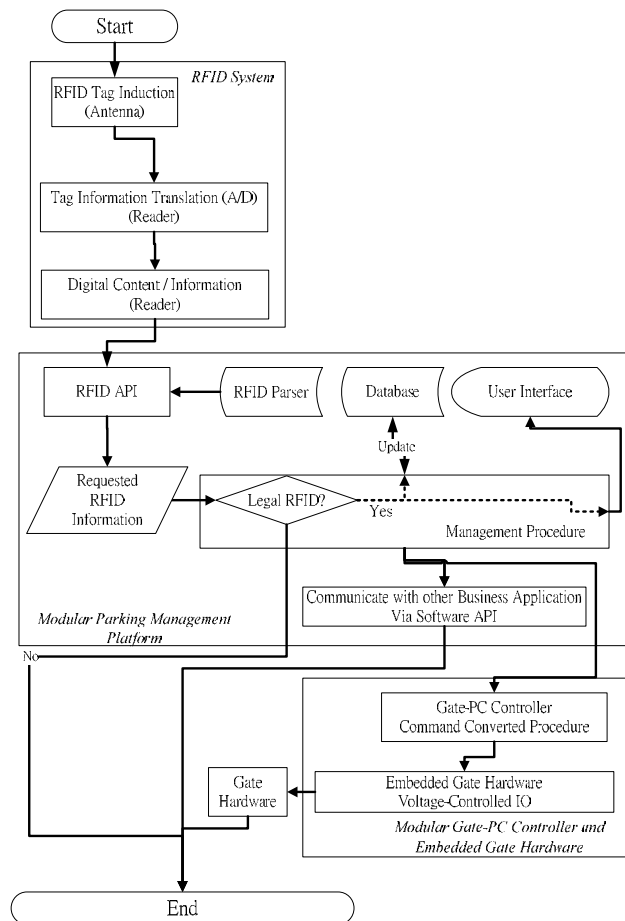 Start
RFID System
RFID Tag Induction
(Antenna)
Tag Information Translation (A/D)
(Reader)
Digital Content / Information
(Reader)
RFID API
RFID Parser
Database
User Interface
Update
Requested
RFID
Information
Legal RFID?
Yes
Management Procedure
Communicate with other Business Application
Via Software API
Modular Parking Management
Platform
No
Gate-PC Controller
Command Converted Procedure
Gate
Hardware
Embedded Gate Hardware
Voltage-Controlled IO
Modular Gate-PC Controller and
Embedded Gate Hardware
End